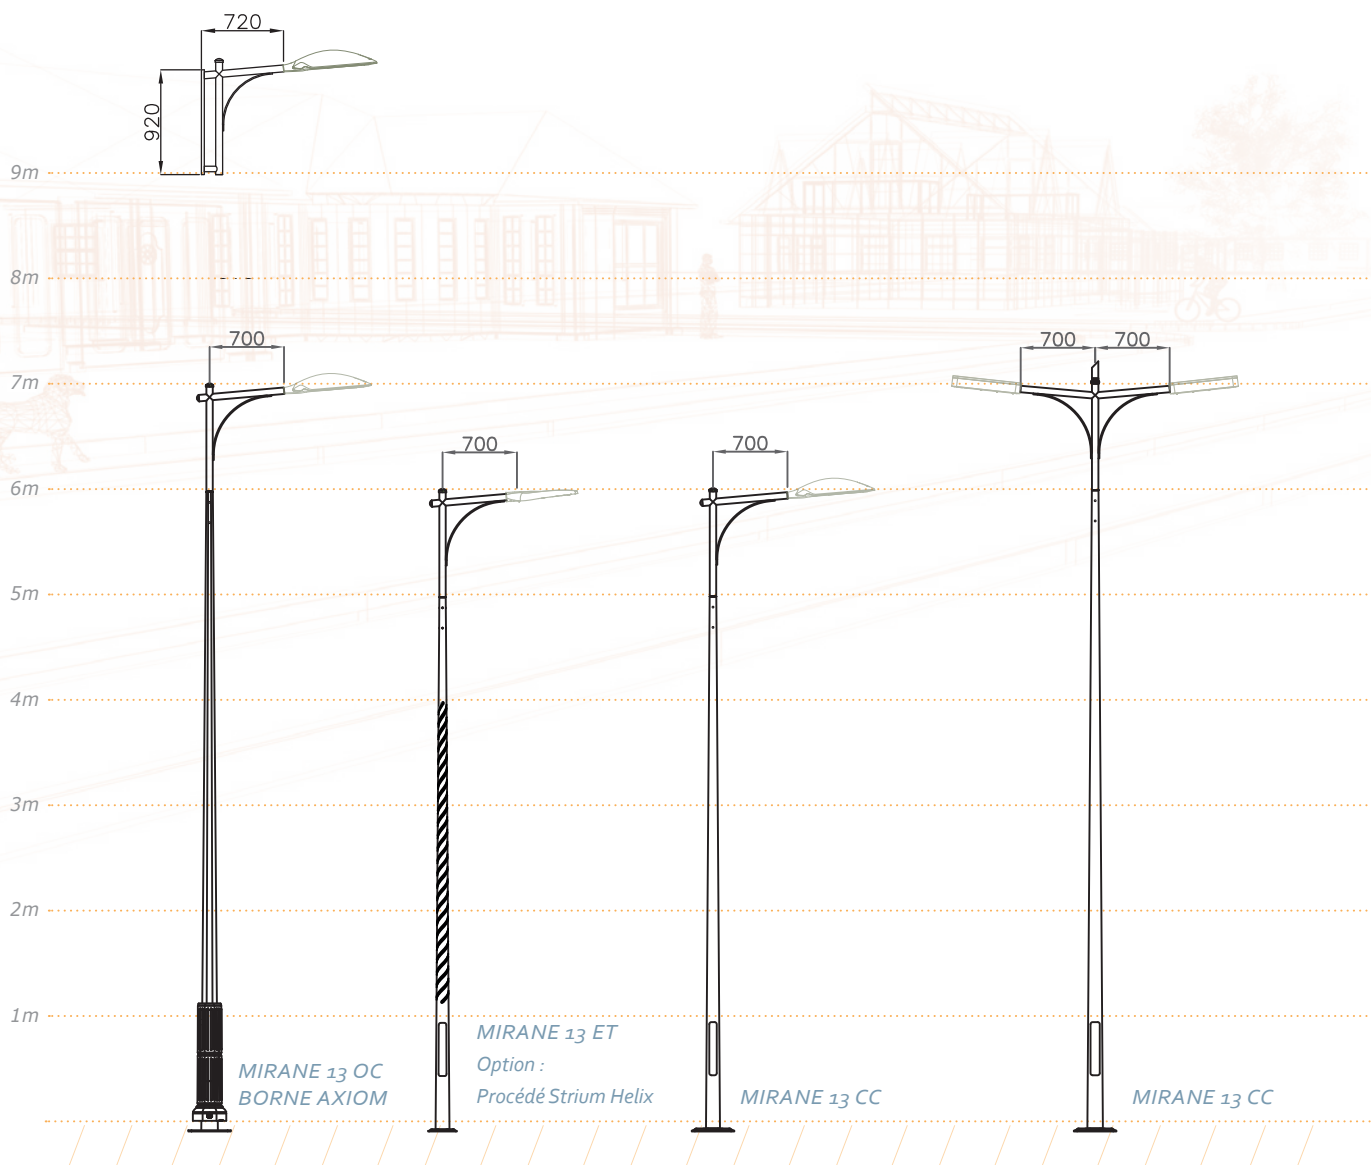 720
920
9m
8m
700
700
700
7m
700
700
6m
5m
4m
3m
2m
1m
MIRANE 13 ET
Option :
Procédé Strium Helix
MIRANE 13 OC
BORNE AXIOM
MIRANE 13 CC
MIRANE 13 CC